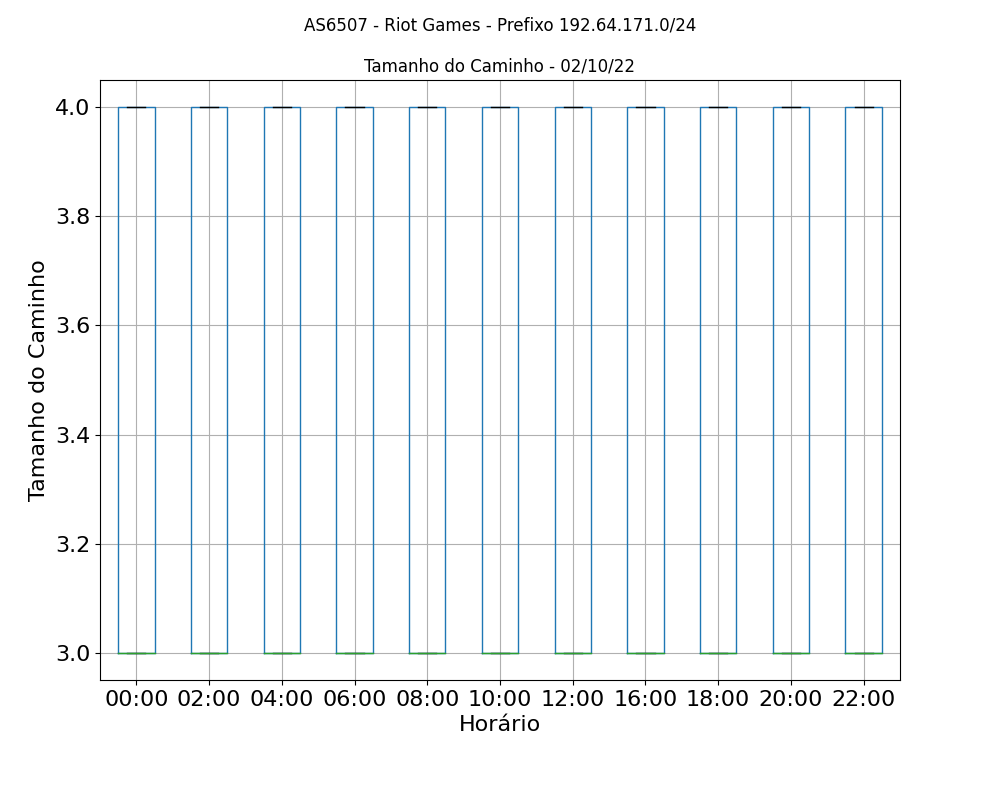 AS6507 - Riot Games - Prefixo 192.64.171.0/24
Tamanho do Caminho - 02/10/22
4.0
3.8
3.6
3.4
3.2
3.0
Tamanho do Caminho
00:00 02:00 04:00 06:00 08:00 10:00 12:00 16:00 18:00 20:00 22:00
Horário